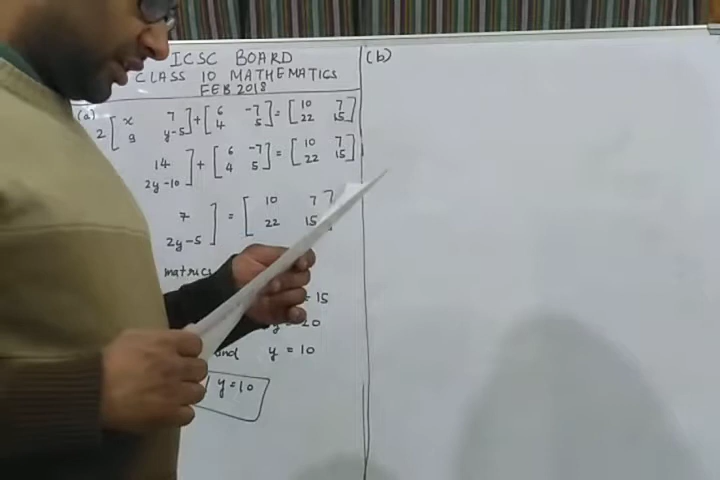 ICSC BOARD
CLASS 10 MATHEMATICS
FEB 2018
(a)
2 [ x 7 9 y-5 ] + [ 6 -7 4 5 ] = [ 10 7 22 15 ]
14 2y-10 ] + [ 6 -7 4 5 ] = [ 10 7 22 15 ]
7 2y-5 ] = [ 10 7 22 15 ]
matrices
= 15
= 20
and y = 10
y = 10
(b)